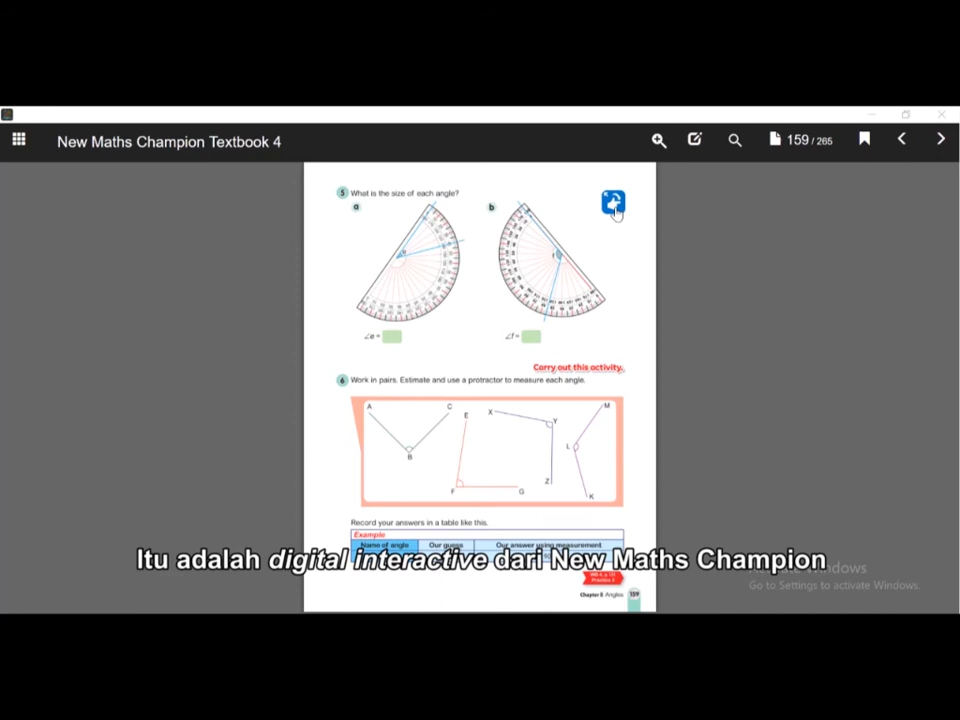 New Maths Champion Textbook 4
159 / 265
5 What is the size of each angle?
a
b
∠e =
∠f =
Carry out this activity.
6 Work in pairs. Estimate and use a protractor to measure each angle.
A
C
E
X
Y
M
B
L
F
G
Z
K
Record your answers in a table like this.
Example
Name of angle Our guess Our answer using measurement
Itu adalah digital interactive dari New Maths Champion
Windows
Go to Settings to activate Windows.
Practice 2
Chapter 8 Angles 159